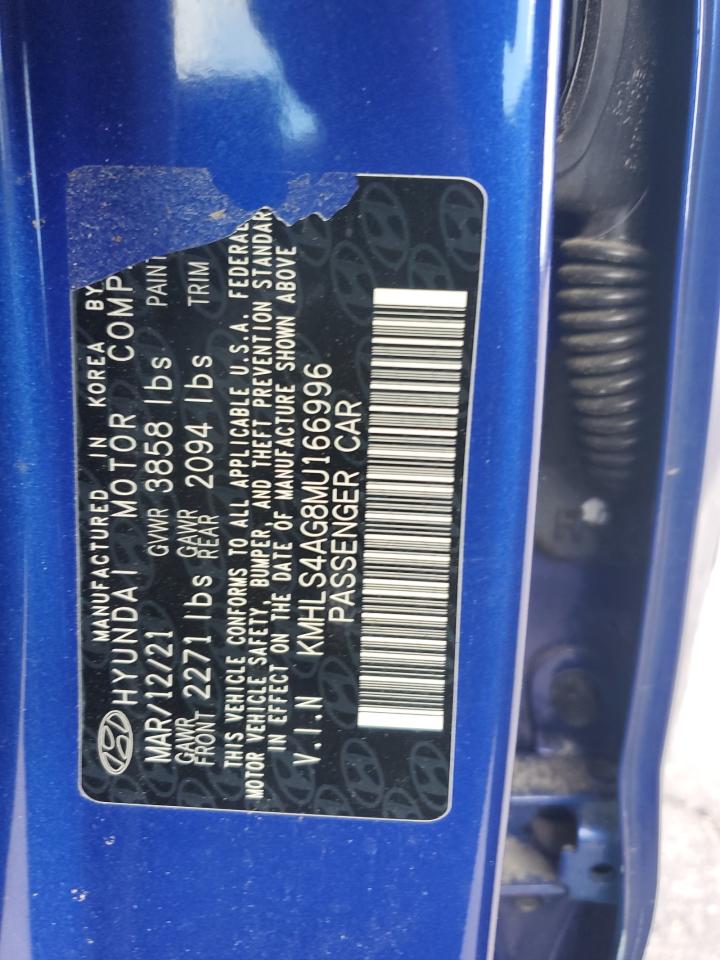 MANUFACTURED IN KOREA BY
HYUNDAI MOTOR COMP
MAR/12/21 GVWR 3858 lbs PAINT
GAWR FRONT 2271 lbs GAWR REAR 2094 lbs TRIM
THIS VEHICLE CONFORMS TO ALL APPLICABLE U.S.A. FEDERAL
MOTOR VEHICLE SAFETY, BUMPER, AND THEFT PREVENTION STANDAR
IN EFFECT ON THE DATE OF MANUFACTURE SHOWN ABOVE
V.I.N KMHLS4AG8MU166996
PASSENGER CAR